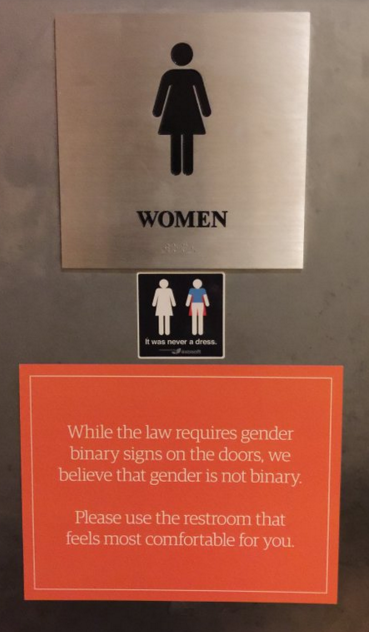 WOMEN
It was never a dress.
While the law requires gender
binary signs on the doors, we
believe that gender is not binary.
Please use the restroom that
feels most comfortable for you.